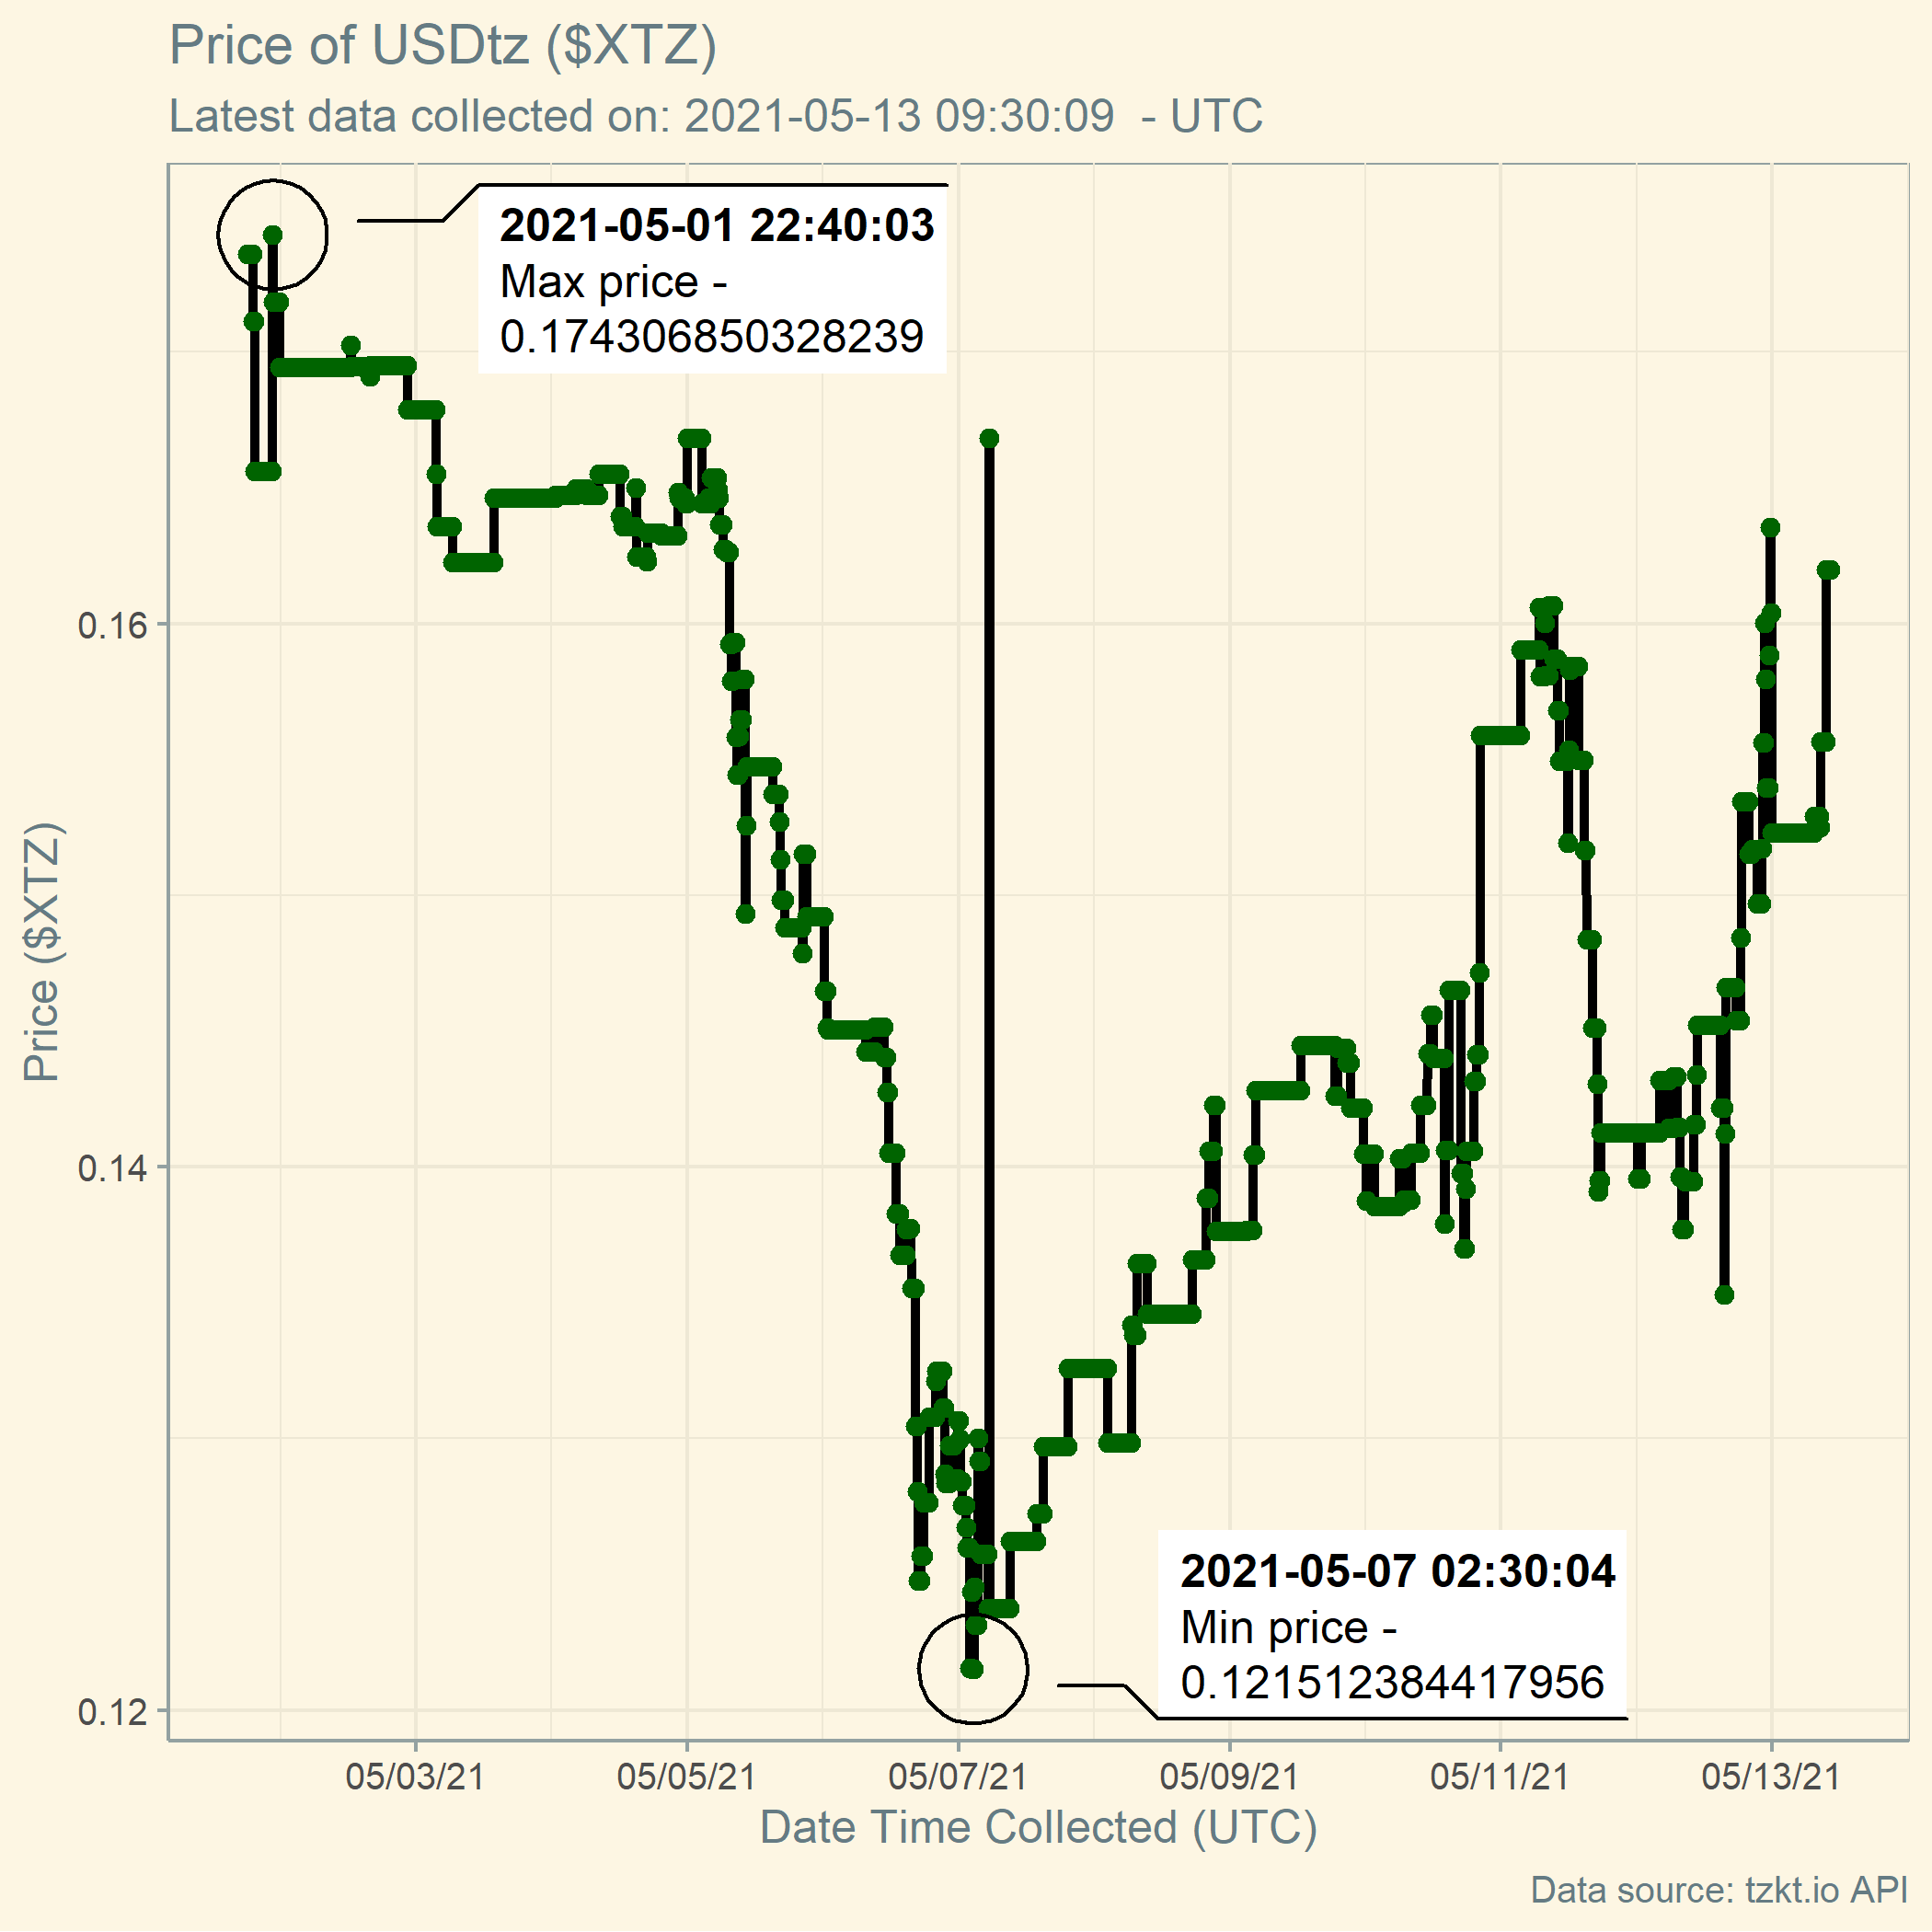 Price of USDtz ($XTZ)
Latest data collected on: 2021-05-13 09:30:09  - UTC
2021-05-01 22:40:03
Max price -
0.174306850328239
0.16
0.14
0.12
Price ($XTZ)
2021-05-07 02:30:04
Min price -
0.121512384417956
05/03/21
05/05/21
05/07/21
05/09/21
05/11/21
05/13/21
Date Time Collected (UTC)
Data source: tzkt.io API